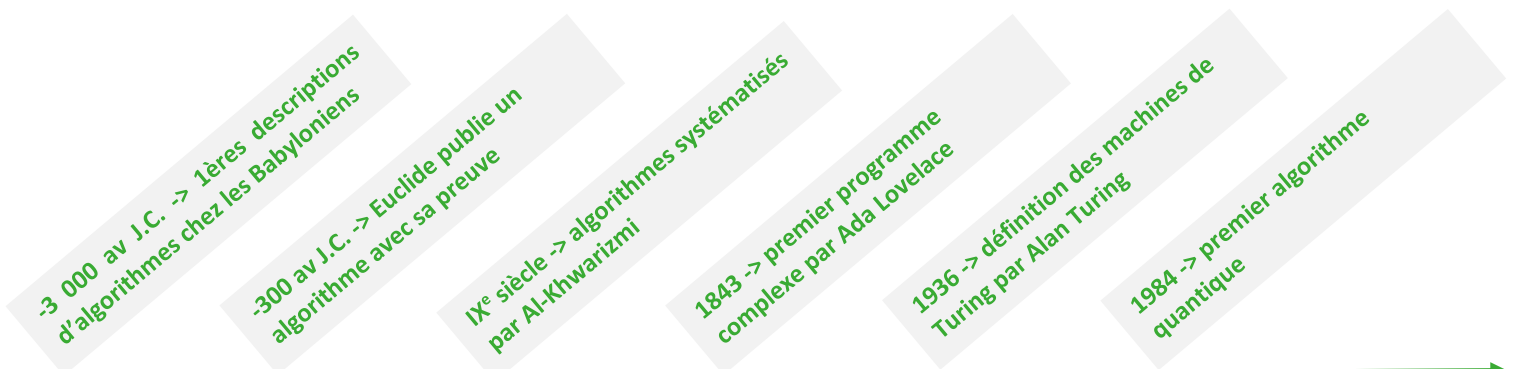 -3 000 av J.C. -> 1ères descriptions
d'algorithmes chez les Babyloniens
-300 av J.C. -> Euclide publie un
algorithme avec sa preuve
IXe siècle -> algorithmes systématisés
par Al-Khwarizmi
1843 -> premier programme
complexe par Ada Lovelace
1936 -> définition des machines de
Turing par Alan Turing
1984 -> premier algorithme
quantique